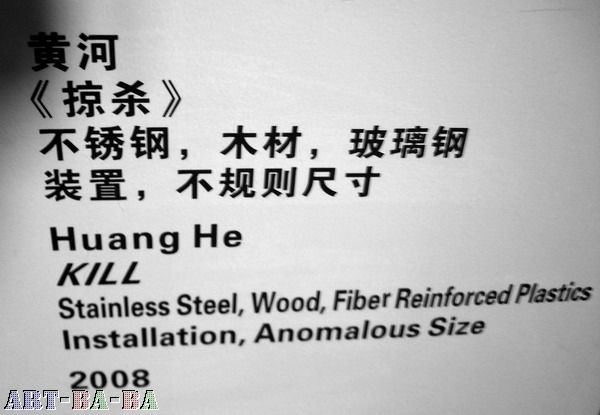 黄河
《掠杀》
不锈钢，木材，玻璃钢
装置，不规则尺寸
Huang He
KILL
Stainless Steel, Wood, Fiber Reinforced Plastics
Installation, Anomalous Size
2008
ART-BA-BA